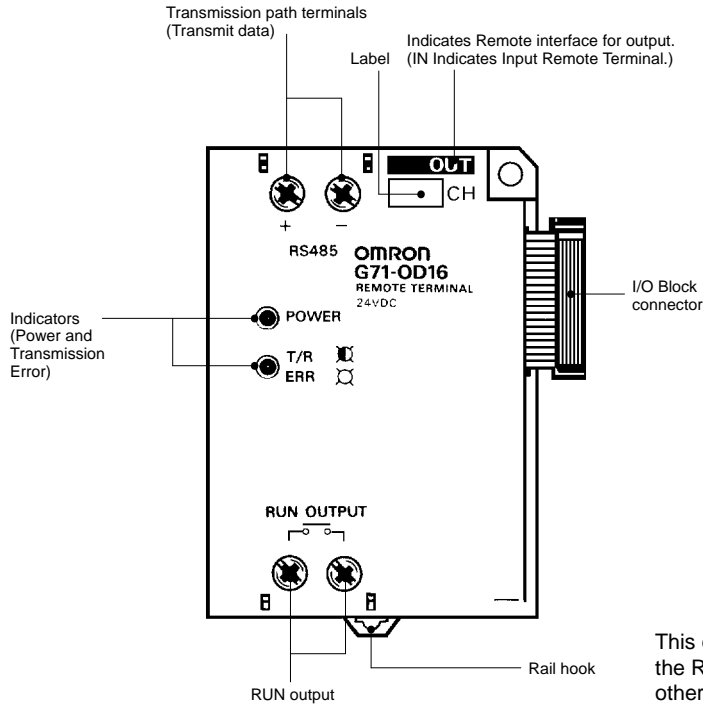 Transmission path terminals
(Transmit data)
Indicates Remote interface for output.
(IN Indicates Input Remote Terminal.)
Label
OUT
CH
+ −
RS485
OMRON
G71-OD16
REMOTE TERMINAL
24VDC
I/O Block
connector
Indicators
(Power and
Transmission
Error)
POWER
T/R
ERR
RUN OUTPUT
This
the
other
Rail hook
RUN output